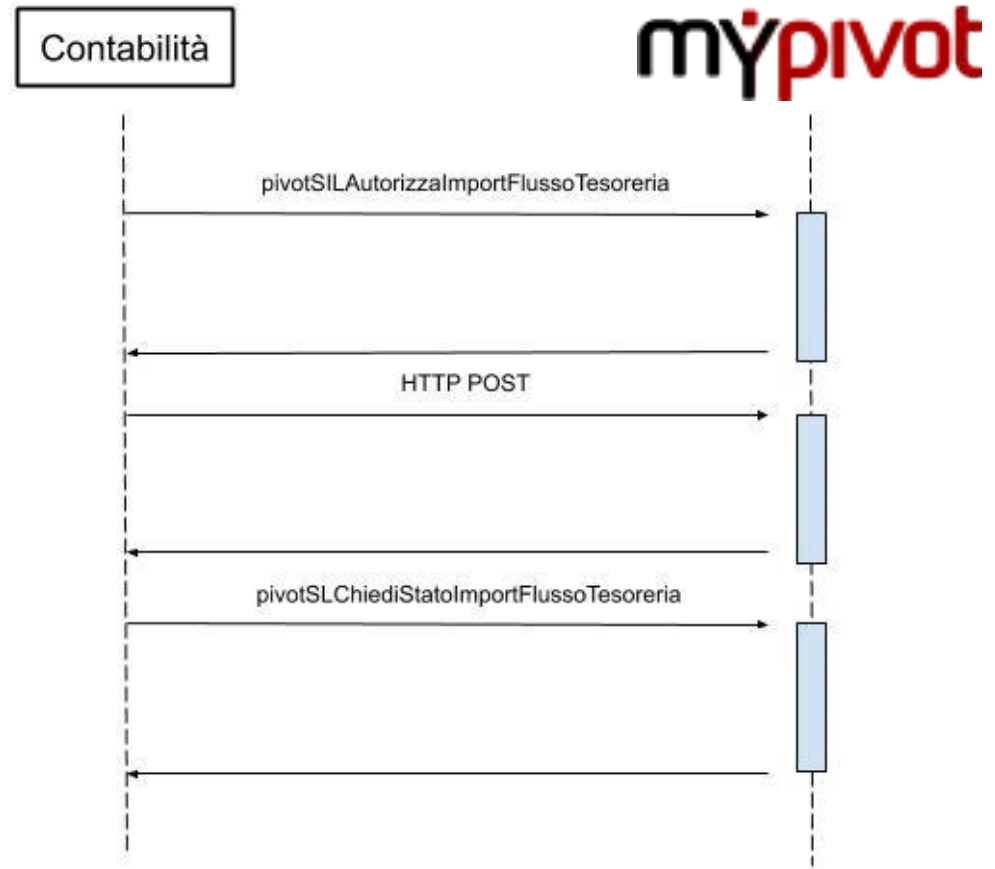 Contabilità
mypivot
pivotSILAutorizzaImportFlussoTesoreria
HTTP POST
pivotSLChiediStatoImportFlussoTesoreria